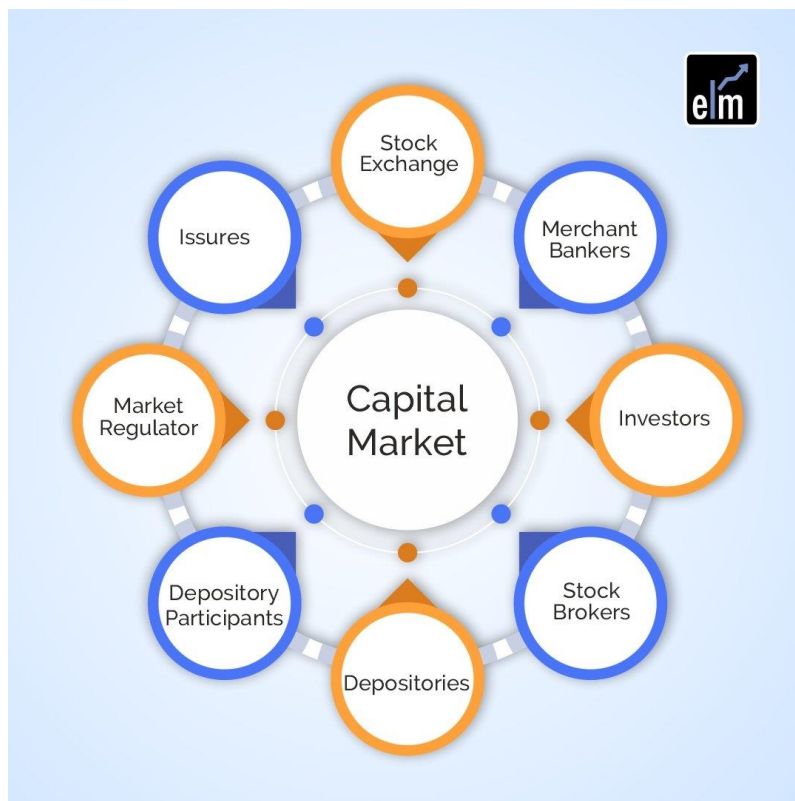 elm
Stock
Exchange
Merchant
Bankers
Investors
Stock
Brokers
Depositories
Depository
Participants
Market
Regulator
Issures
Capital
Market